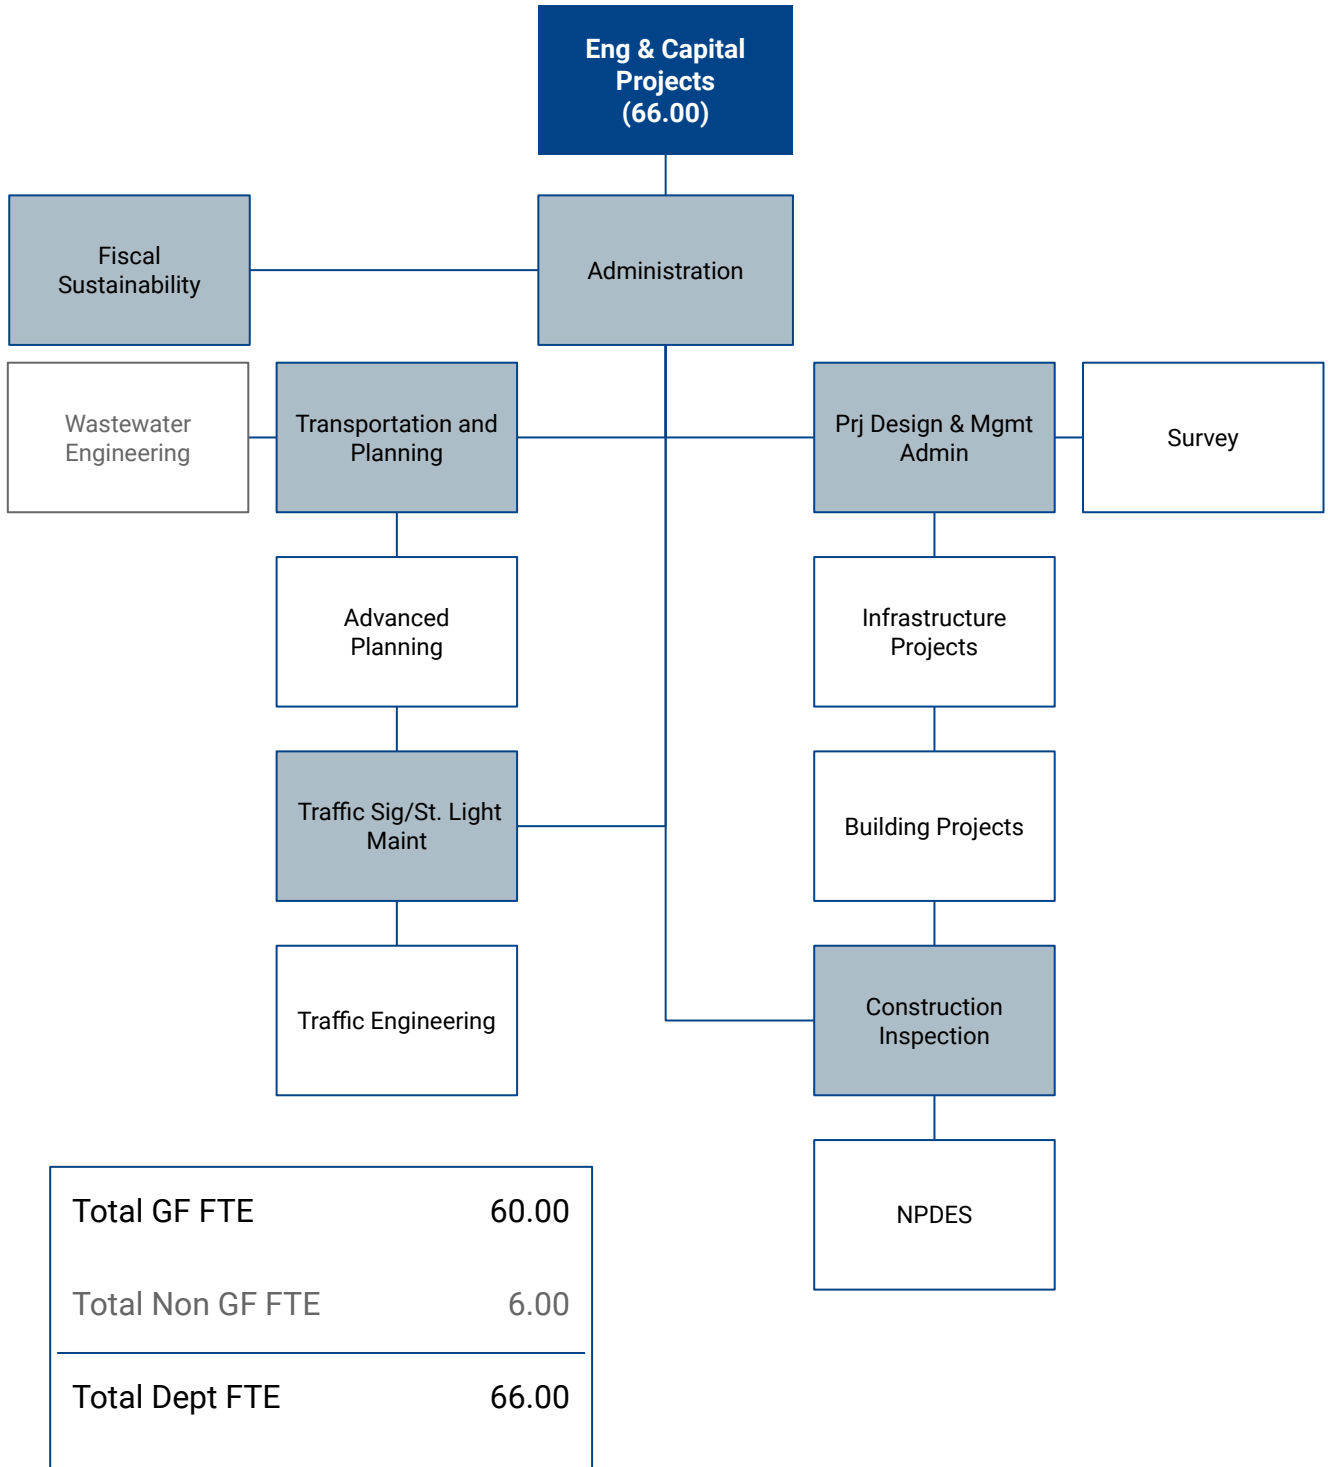 Eng & Capital
Projects
(66.00)
Fiscal
Sustainability
Administration
Wastewater
Engineering
Transportation and
Planning
Prj Design & Mgmt
Admin
Survey
Advanced
Planning
Infrastructure
Projects
Traffic Sig/St. Light
Maint
Building Projects
Traffic Engineering
Construction
Inspection
NPDES
Total GF FTE 60.00
Total Non GF FTE 6.00
Total Dept FTE 66.00